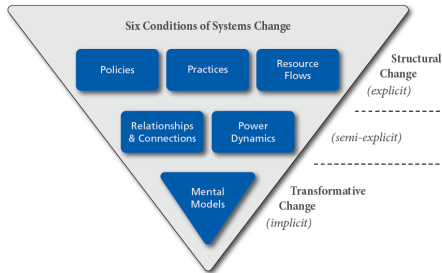 Six Conditions of Systems Change
Policies
Practices
Resource
Flows
Structural
Change
(explicit)
Relationships
& Connections
Power
Dynamics
(semi-explicit)
Mental
Models
Transformative
Change
(implicit)